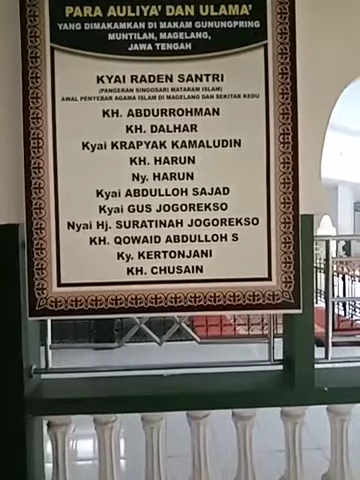 PARA AULIYA' DAN ULAMA'
YANG DIMAKAMKAN DI MAKAM GUNUNGPRING
MUNTILAN, MAGELANG,
JAWA TENGAH
KYAI RADEN SANTRI
(PANGERAN SINGOSARI MATARAM ISLAM)
AWAL PENYEBAR AGAMA ISLAM DI MAGELANG DAN SEKITAR KEDU
KH. ABDURROHMAN
KH. DALHAR
Kyai KRAPYAK KAMALUDIN
KH. HARUN
Ny. HARUN
Kyai ABDULLOH SAJAD
Kyai GUS JOGOREKSO
Nyai Hj. SURATINAH JOGOREKSO
KH. QOWAID ABDULLOH S
Ky. KERTONJANI
KH. CHUSAIN